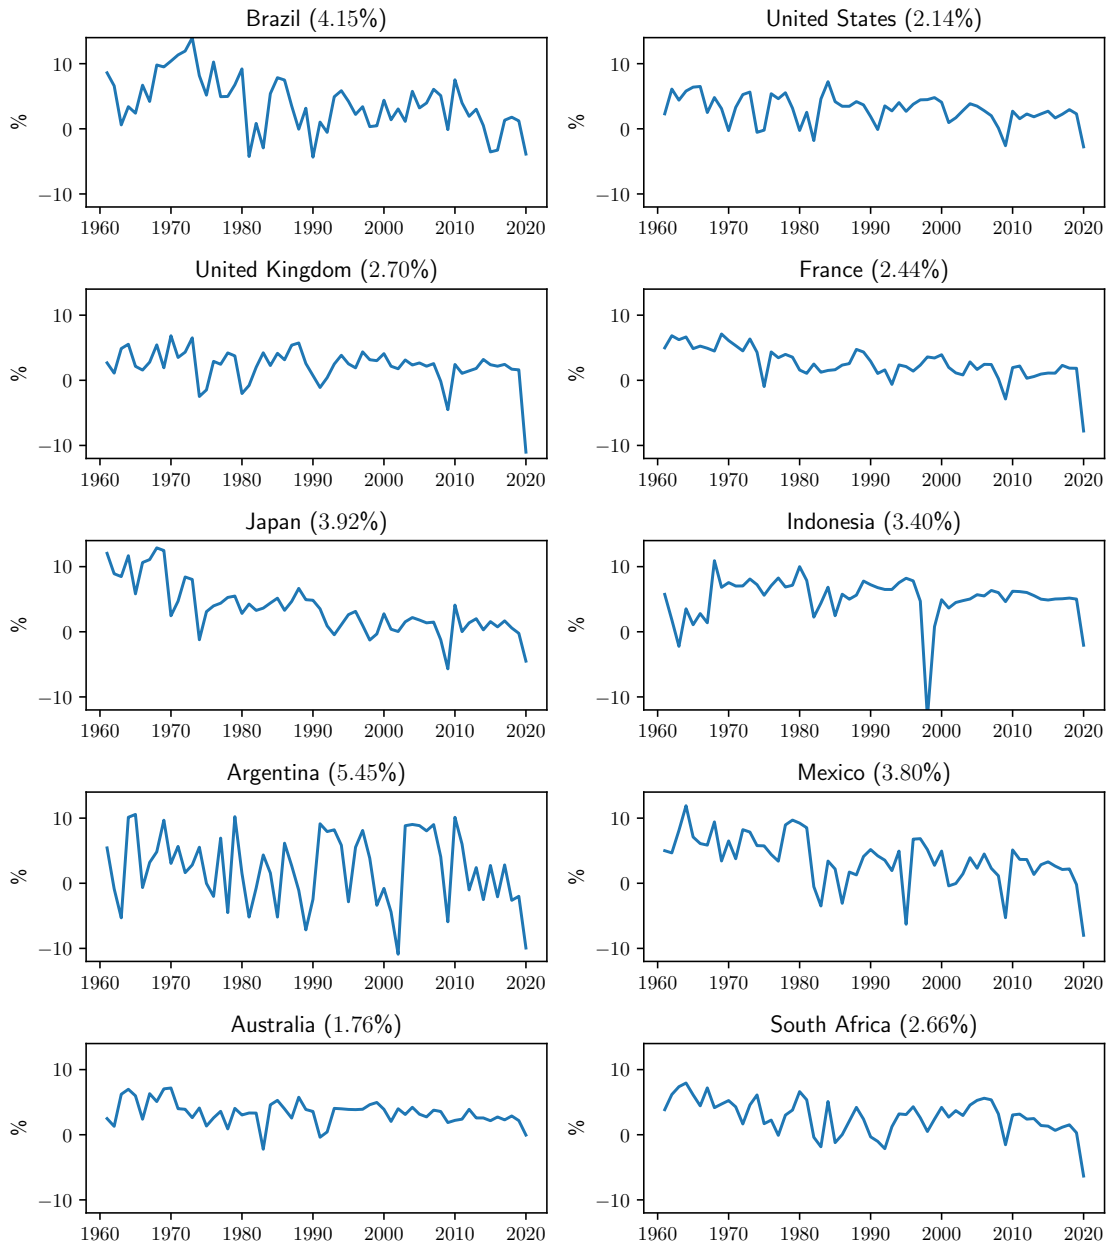 Brazil (4.15%)
United States (2.14%)
10
0
−10
%
1960 1970 1980 1990 2000 2010 2020
10
0
−10
%
1960 1970 1980 1990 2000 2010 2020
United Kingdom (2.70%)
France (2.44%)
10
0
−10
%
1960 1970 1980 1990 2000 2010 2020
10
0
−10
%
1960 1970 1980 1990 2000 2010 2020
Japan (3.92%)
Indonesia (3.40%)
10
0
−10
%
1960 1970 1980 1990 2000 2010 2020
10
0
−10
%
1960 1970 1980 1990 2000 2010 2020
Argentina (5.45%)
Mexico (3.80%)
10
0
−10
%
1960 1970 1980 1990 2000 2010 2020
10
0
−10
%
1960 1970 1980 1990 2000 2010 2020
Australia (1.76%)
South Africa (2.66%)
10
0
−10
%
1960 1970 1980 1990 2000 2010 2020
10
0
−10
%
1960 1970 1980 1990 2000 2010 2020